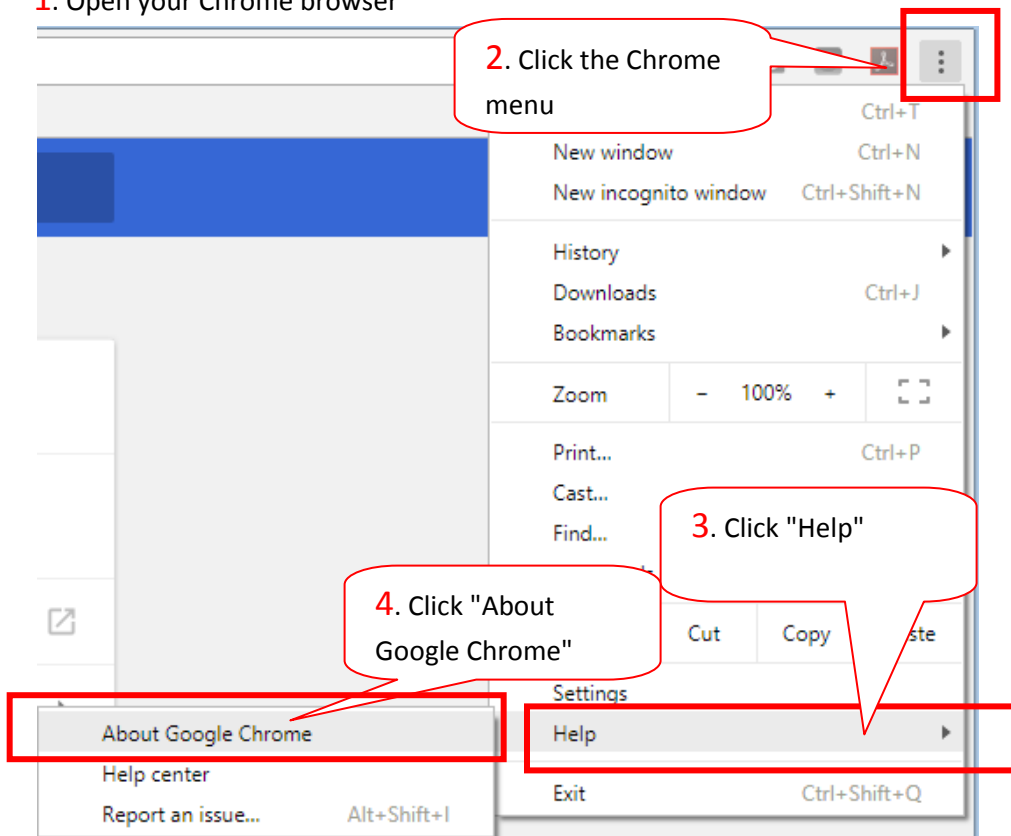 1. Open your Chrome browser
2. Click the Chrome
menu
Ctrl+T
New window Ctrl+N
New incognito window Ctrl+Shift+N
History
Downloads Ctrl+J
Bookmarks
Zoom - 100% +
Print... Ctrl+P
Cast...
Find...
3. Click "Help"
4. Click "About
Google Chrome"
Cut Copy ste
Settings
About Google Chrome
Help
Help center
Exit Ctrl+Shift+Q
Report an issue... Alt+Shift+I